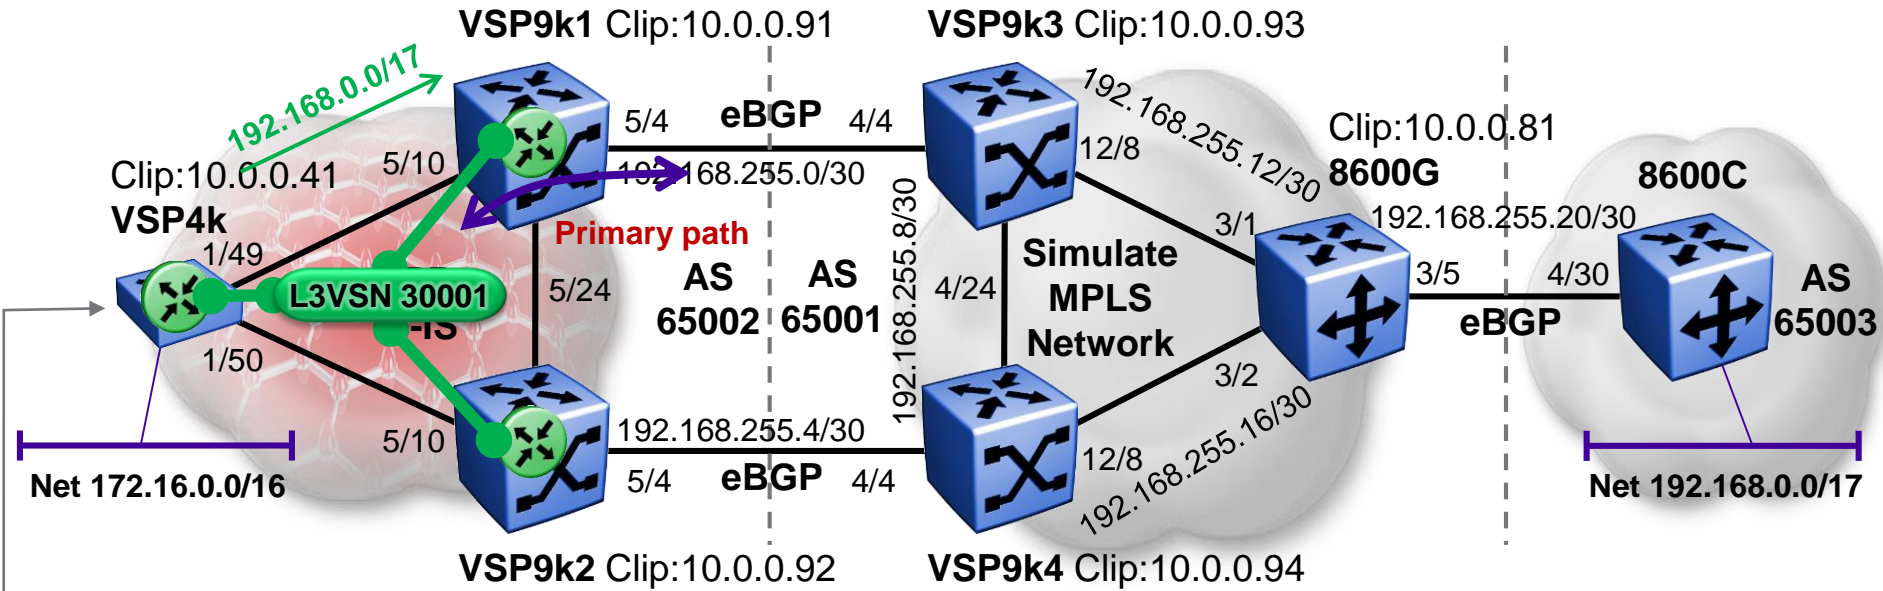 VSP9k1 Clip:10.0.0.91
VSP9k3 Clip:10.0.0.93
192.168.0.0/17
5/4
eBGP
4/4
192.168.255.12/30
12/8
Clip:10.0.0.81
8600G
8600C
5/10
192.168.255.0/30
Clip:10.0.0.41
VSP4k
Primary path
192.168.255.20/30
3/1
1/49
L3VSN 30001
-IS
5/24
AS
65002
AS
65001
192.168.255.8/30
4/24
Simulate
MPLS
Network
3/5
4/30
eBGP
AS
65003
1/50
3/2
5/10
192.168.255.4/30
5/4
eBGP
4/4
12/8
192.168.255.16/30
Net 172.16.0.0/16
Net 192.168.0.0/17
VSP9k2 Clip:10.0.0.92
VSP9k4 Clip:10.0.0.94